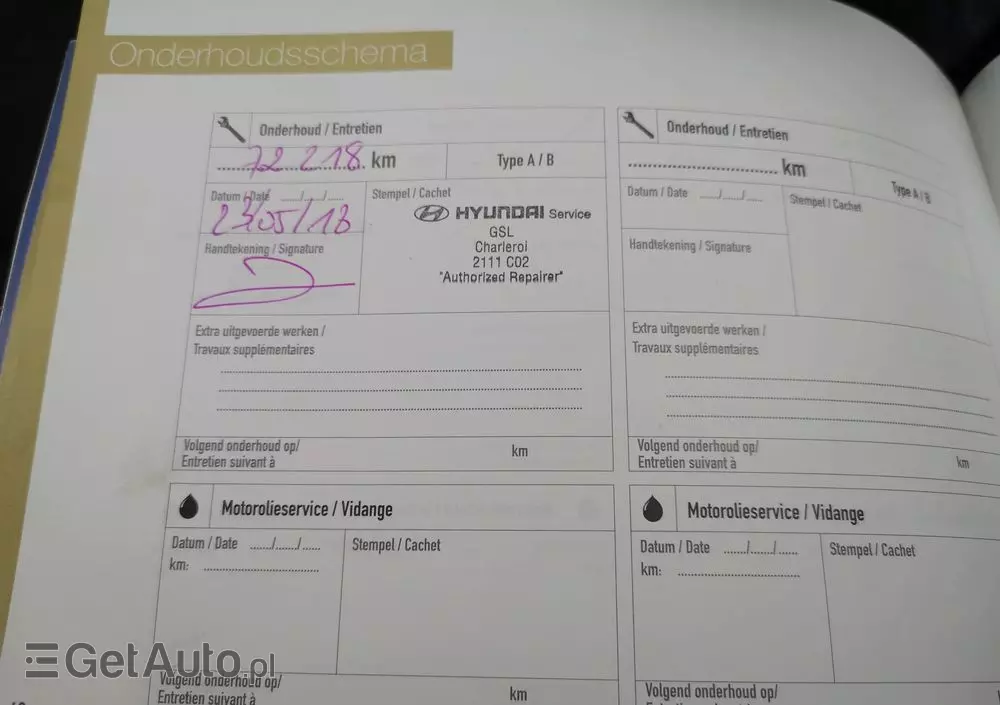 Onderhoudsschema
Onderhoud / Entretien
72 218 km
Type A / B
Datum / Date ....../....../......
23/05/18
Stempel / Cachet
HYUNDAI Service
GSL
Charleroi
2111 C02
"Authorized Repairer"
Handtekening / Signature
Extra uitgevoerde werken /
Travaux supplémentaires
Volgend onderhoud op/
Entretien suivant à
km
Onderhoud / Entretien
km
Type A / B
Datum / Date ....../....../......
Stempel / Cachet
Handtekening / Signature
Extra uitgevoerde werken /
Travaux supplémentaires
Volgend onderhoud op/
Entretien suivant à
km
Motorolieservice / Vidange
Datum / Date ....../....../......
Stempel / Cachet
km:
Volgend onderhoud op/
Entretien suivant à
km
Motorolieservice / Vidange
Datum / Date ....../....../......
Stempel / Cachet
km:
Volgend onderhoud op/
GetAuto.pl